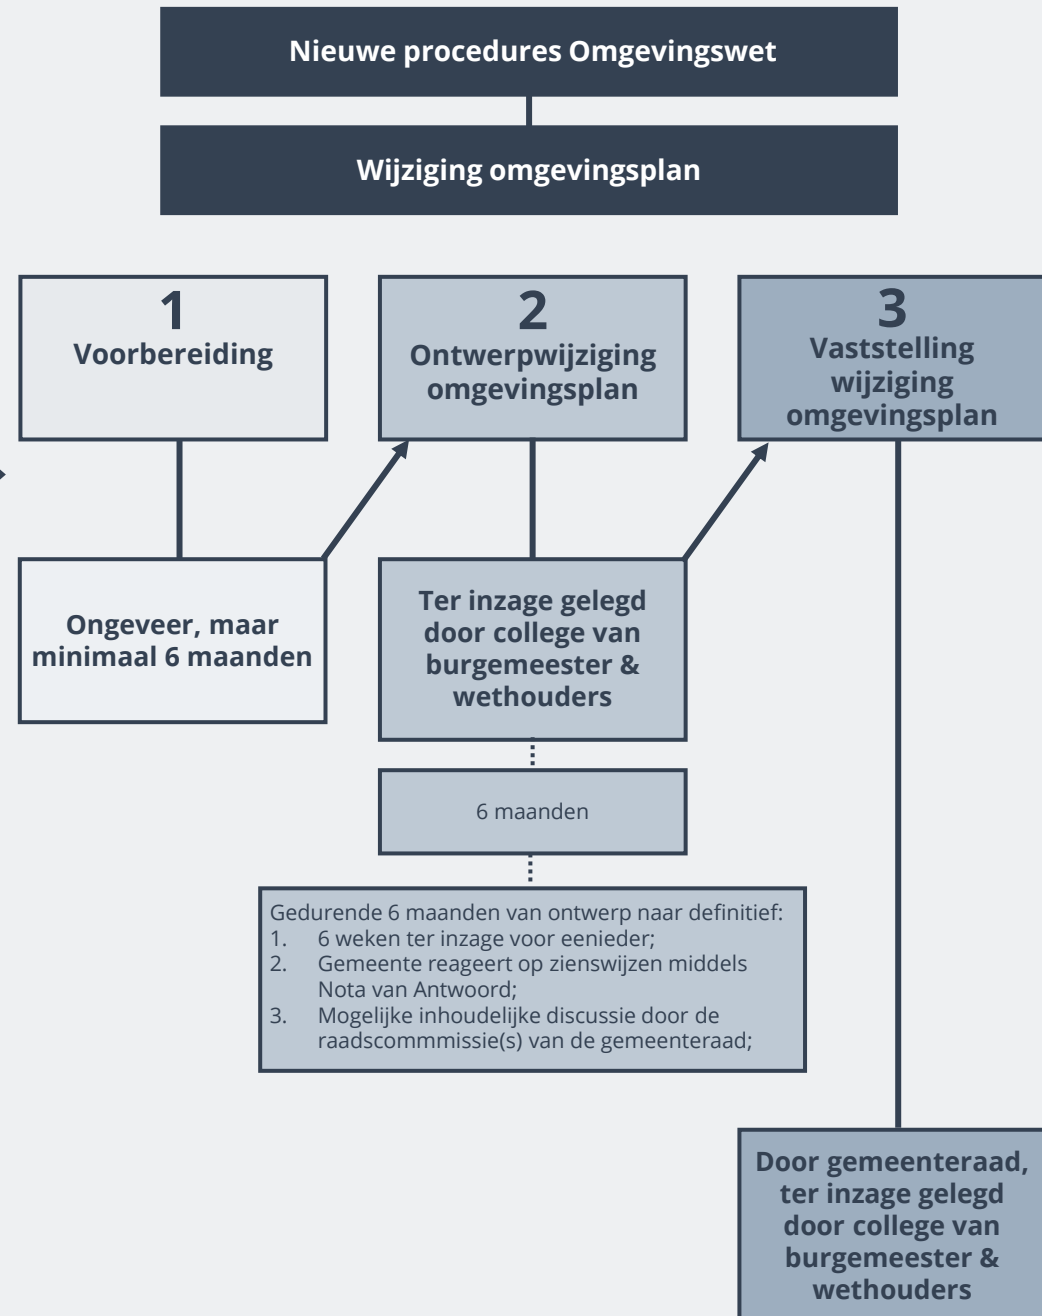 Nieuwe procedures Omgevingswet
Wijziging omgevingsplan
1
Voorbereiding
2
Ontwerpwijziging
omgevingsplan
3
Vaststelling
wijziging
omgevingsplan
Ongeveer, maar
minimaal 6 maanden
Ter inzage gelegd
door college van
burgemeester &
wethouders
6 maanden
Gedurende 6 maanden van ontwerp naar definitief:
1. 6 weken ter inzage voor eenieder;
2. Gemeente reageert op zienswijzen middels
Nota van Antwoord;
3. Mogelijke inhoudelijke discussie door de
raadscommmissie(s) van de gemeenteraad;
Door gemeenteraad,
ter inzage gelegd
door college van
burgemeester &
wethouders